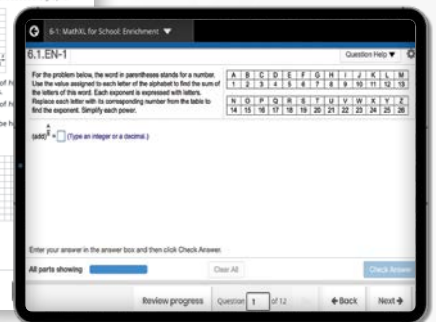 6-1: MathXL for School: Enrichment
6.1.EN-1
Question Help
For the problem below, the word in parentheses stands for a number.
Use the value assigned to each letter of the alphabet to find the sum of
the letters of this word. Each exponent is expressed with letters.
Replace each letter with its corresponding number from the table to
find the exponent. Simplify each power.
A B C D E F G H I J K L M
1 2 3 4 5 6 7 8 9 10 11 12 13
N O P Q R S T U V W X Y Z
14 15 16 17 18 19 20 21 22 23 24 25 26
(add) = (Type an integer or a decimal.)
Enter your answer in the answer box and then click Check Answer.
All parts showing
Clear All
Check Answer
Review progress
Question 1 of 12
Back
Next